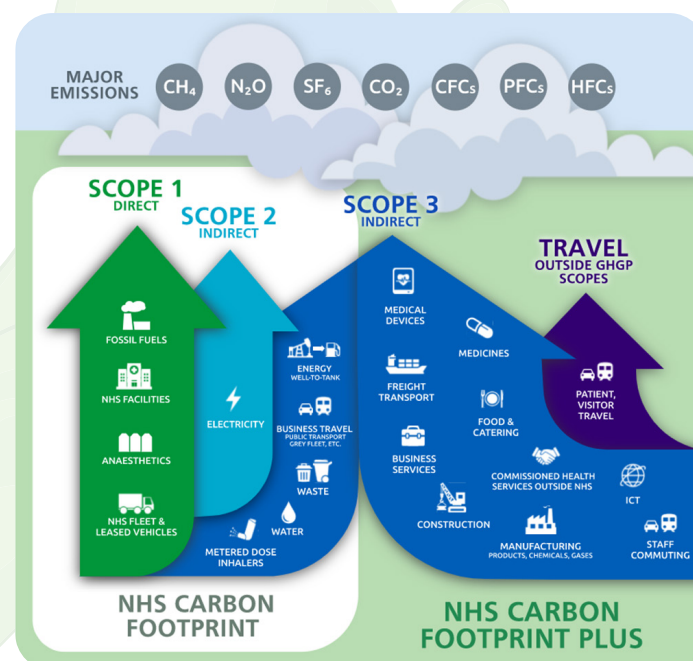 MAJOR
EMISSIONS
CH₄
N₂O
SF₆
CO₂
CFCs
PFCs
HFCs
SCOPE 1
DIRECT
SCOPE 2
INDIRECT
SCOPE 3
INDIRECT
TRAVEL
OUTSIDE GHGP
SCOPES
FOSSIL FUELS
NHS FACILITIES
ANAESTHETICS
NHS FLEET &
LEASED VEHICLES
ELECTRICITY
ENERGY
WELL-TO-TANK
BUSINESS TRAVEL
PUBLIC TRANSPORT
GREY FLEET, ETC.
WASTE
WATER
METERED DOSE
INHALERS
MEDICAL
DEVICES
MEDICINES
FREIGHT
TRANSPORT
FOOD &
CATERING
BUSINESS
SERVICES
COMMISSIONED HEALTH
SERVICES OUTSIDE NHS
CONSTRUCTION
MANUFACTURING
PRODUCTS, CHEMICALS, GASES
ICT
STAFF
COMMUTING
PATIENT,
VISITOR
TRAVEL
NHS CARBON
FOOTPRINT
NHS CARBON
FOOTPRINT PLUS